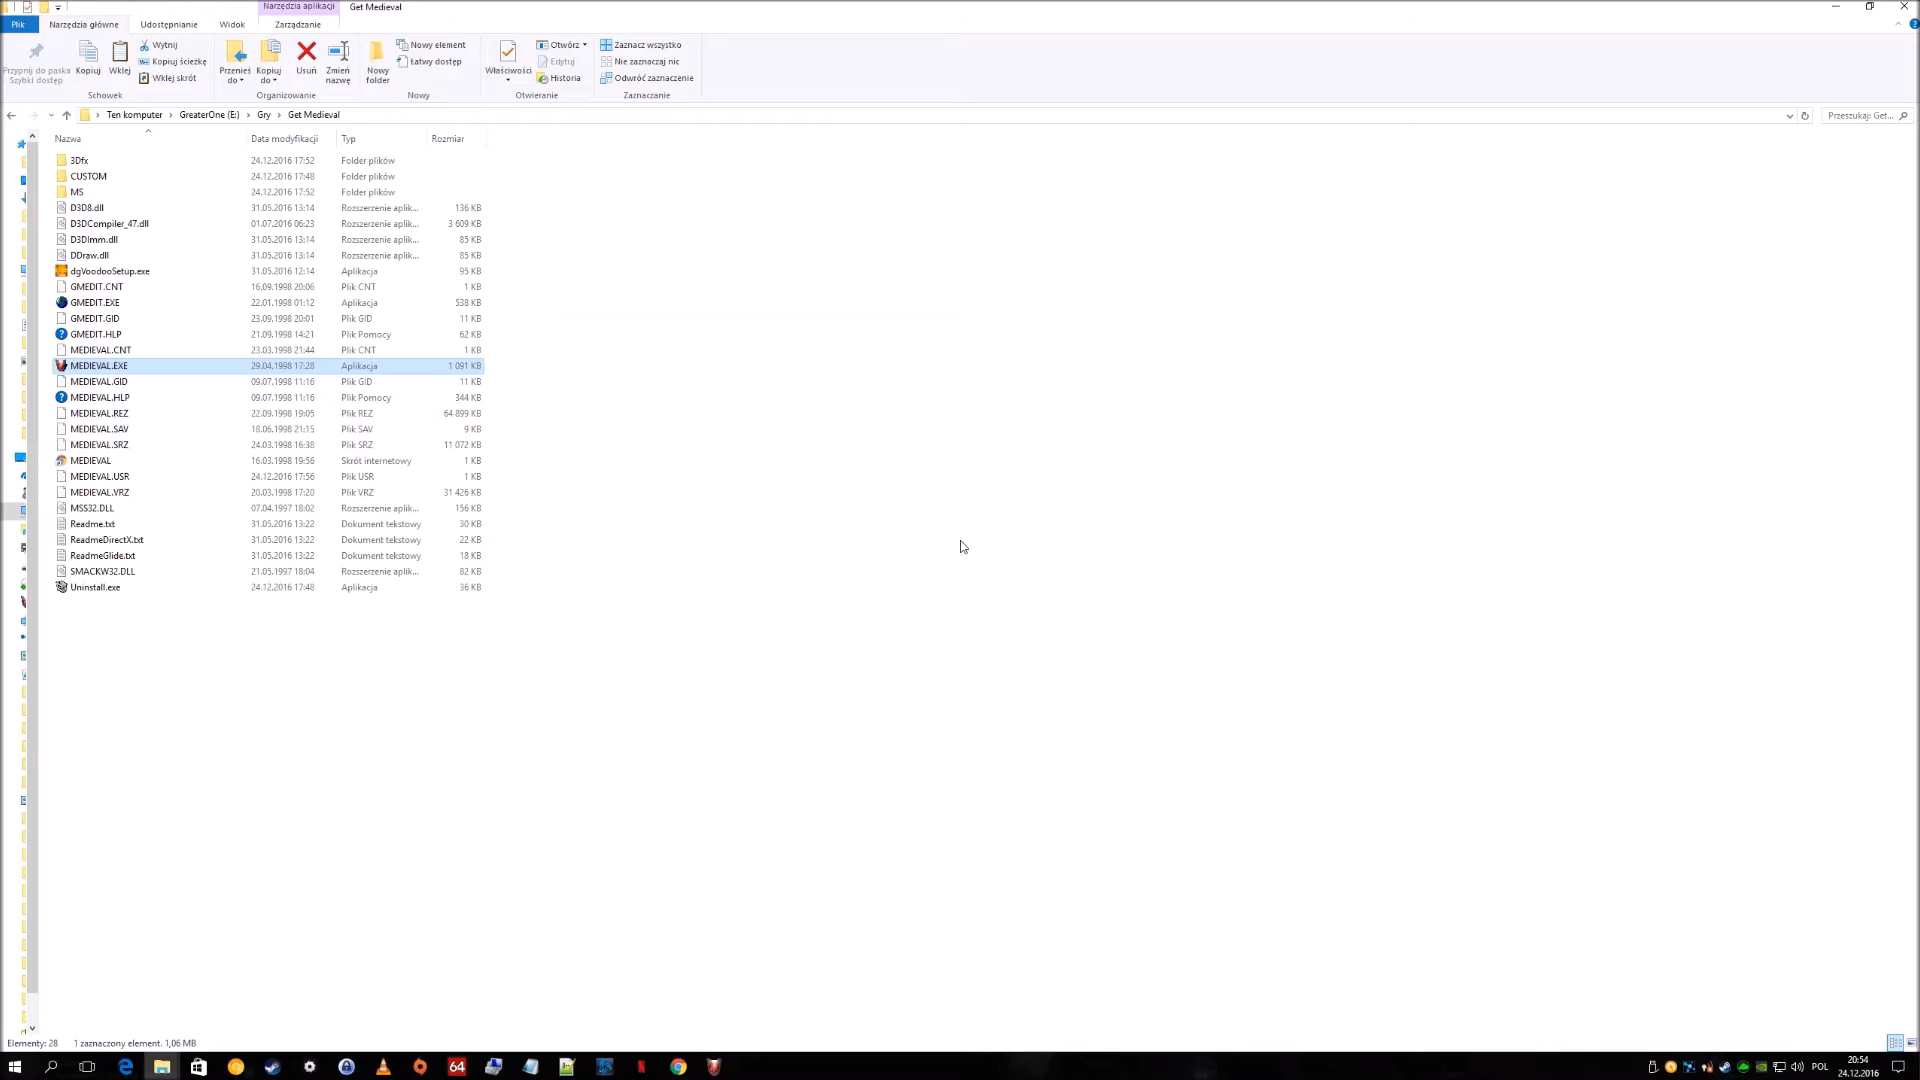 Narzędzia aplikacji
Get Medieval
Plik
Narzędzia główne
Udostępnianie
Widok
Zarządzanie
Przypnij do paska
Szybki dostęp
Kopiuj
Wklej
Wytnij
Kopiuj ścieżkę
Wklej skrót
Schowek
Przenieś
do
Kopiuj
do
Usuń
Zmień
nazwę
Organizowanie
Nowy
folder
Nowy element
Łatwy dostęp
Nowy
Właściwości
Otwórz
Edytuj
Historia
Otwieranie
Zaznacz wszystko
Nie zaznaczaj nic
Odwróć zaznaczenie
Zaznaczanie
Ten komputer > GreaterOne (E:) > Gry > Get Medieval
Przeszukaj: Get...
Nazwa Data modyfikacji Typ Rozmiar
3Dfx 24.12.2016 17:52 Folder plików
CUSTOM 24.12.2016 17:48 Folder plików
MS 24.12.2016 17:52 Folder plików
D3D8.dll 31.05.2016 13:14 Rozszerzenie aplik... 136 KB
D3DCompiler_47.dll 01.07.2016 06:23 Rozszerzenie aplik... 3 609 KB
D3DImm.dll 31.05.2016 13:14 Rozszerzenie aplik... 85 KB
DDraw.dll 31.05.2016 13:14 Rozszerzenie aplik... 85 KB
dgVoodooSetup.exe 31.05.2016 12:14 Aplikacja 95 KB
GMEDIT.CNT 16.09.1998 20:06 Plik CNT 1 KB
GMEDIT.EXE 22.01.1998 01:12 Aplikacja 538 KB
GMEDIT.GID 23.09.1998 20:01 Plik GID 11 KB
GMEDIT.HLP 21.09.1998 14:21 Plik Pomocy 62 KB
MEDIEVAL.CNT 23.03.1998 21:44 Plik CNT 1 KB
MEDIEVAL.EXE 29.04.1998 17:28 Aplikacja 1 091 KB
MEDIEVAL.GID 09.07.1998 11:16 Plik GID 11 KB
MEDIEVAL.HLP 09.07.1998 11:16 Plik Pomocy 344 KB
MEDIEVAL.REZ 22.09.1998 19:05 Plik REZ 64 899 KB
MEDIEVAL.SAV 18.06.1998 21:15 Plik SAV 9 KB
MEDIEVAL.SRZ 24.03.1998 16:38 Plik SRZ 11 072 KB
MEDIEVAL 16.03.1998 19:56 Skrót internetowy 1 KB
MEDIEVAL.USR 24.12.2016 17:56 Plik USR 1 KB
MEDIEVAL.VRZ 20.03.1998 17:20 Plik VRZ 31 426 KB
MSS32.DLL 07.04.1997 18:02 Rozszerzenie aplik... 156 KB
Readme.txt 31.05.2016 13:22 Dokument tekstowy 30 KB
ReadmeDirectX.txt 31.05.2016 13:22 Dokument tekstowy 22 KB
ReadmeGlide.txt 31.05.2016 13:22 Dokument tekstowy 18 KB
SMACKW32.DLL 21.05.1997 18:04 Rozszerzenie aplik... 82 KB
Uninstall.exe 24.12.2016 17:48 Aplikacja 36 KB
Elementy: 28 1 zaznaczony element. 1,06 MB
64
POL
20:54
24.12.2016